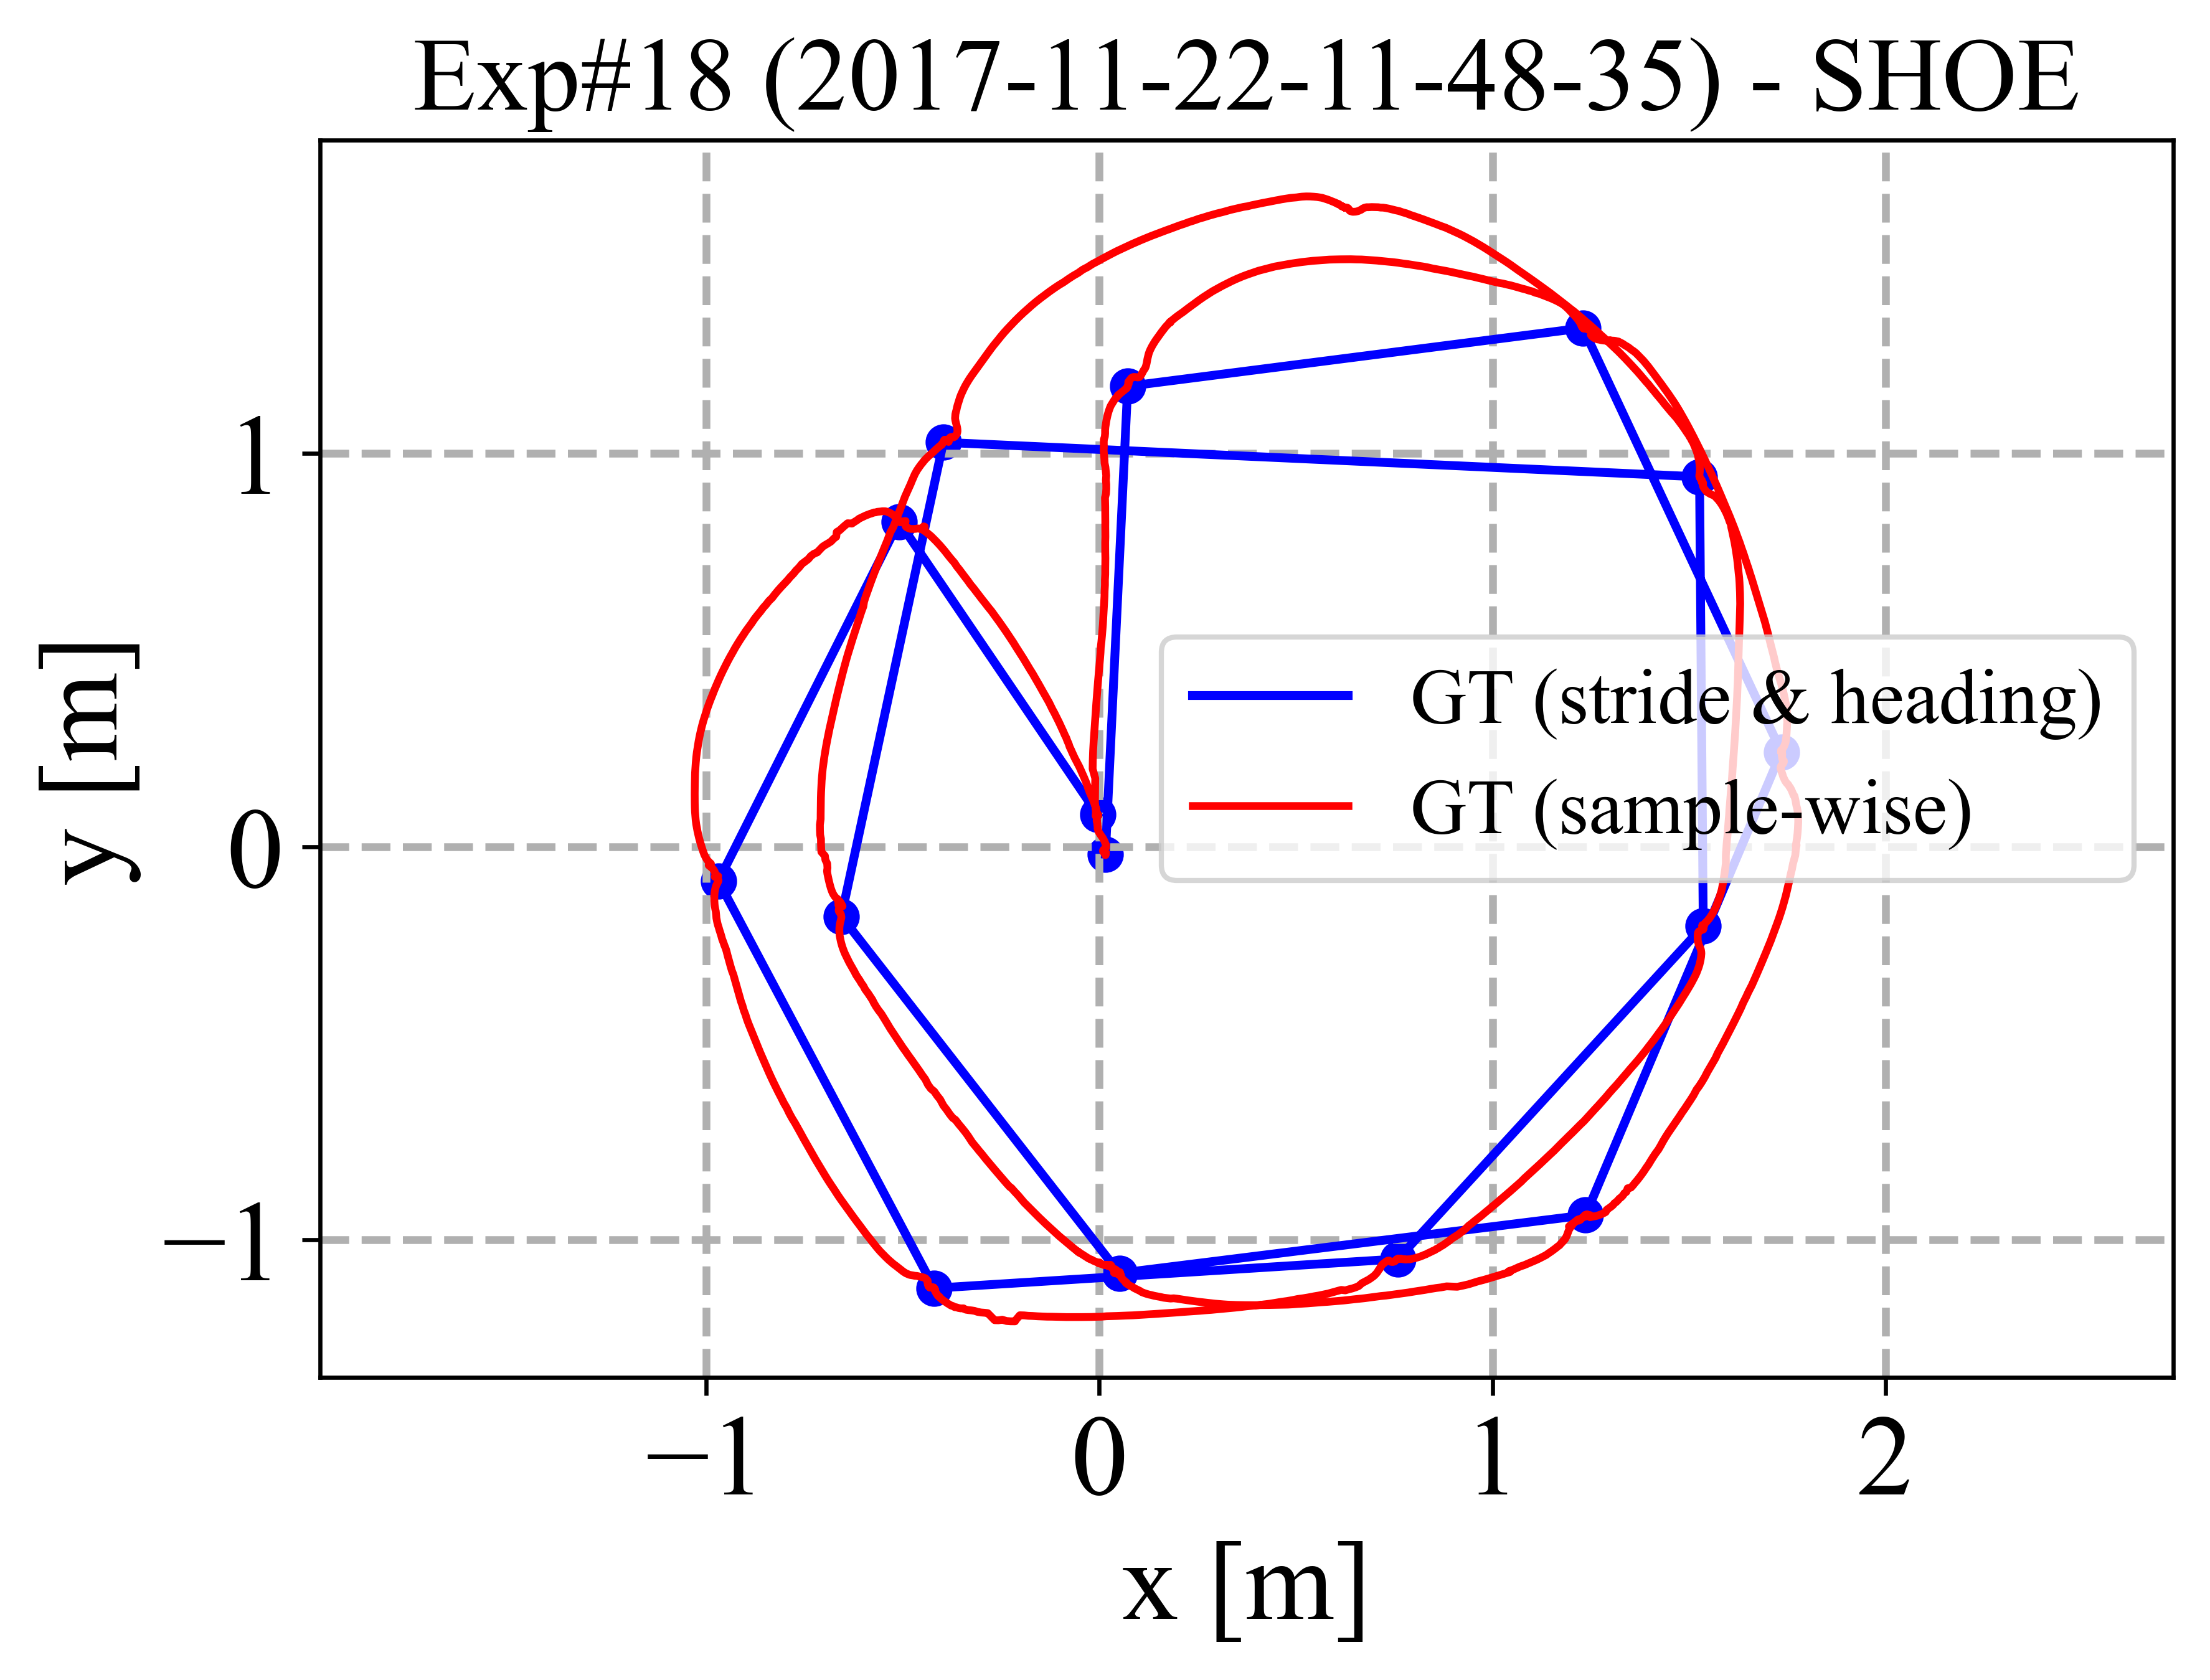 Exp#18 (2017-11-22-11-48-35) - SHOE
1
0
−1
y [m]
GT (stride & heading)
GT (sample-wise)
−1 0 1 2
x [m]